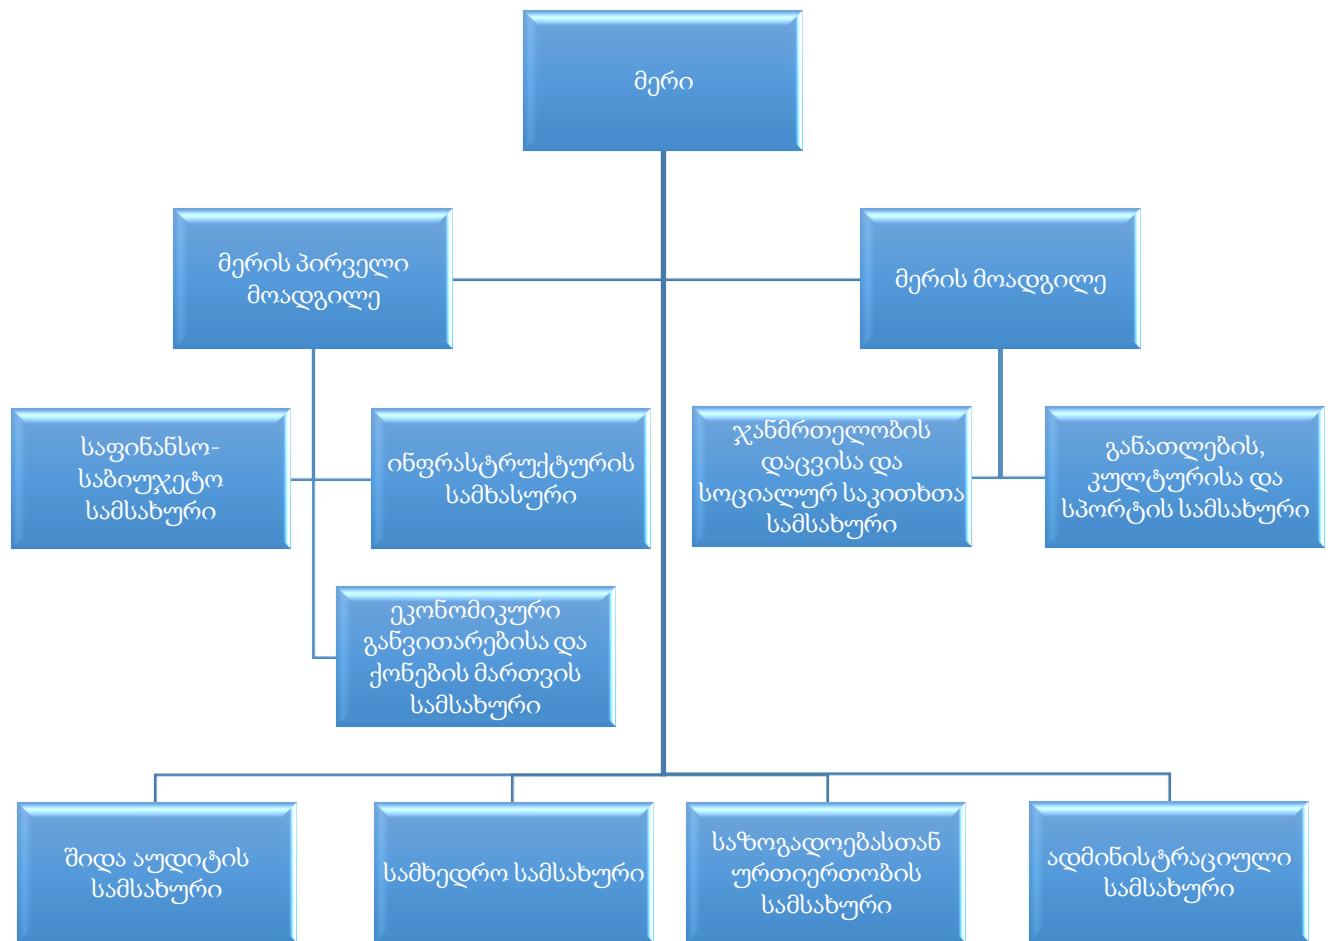 მერი
მერის პირველი
მოადგილე
მერის მოადგილე
საფინანსო-
საბიუჯეტო
სამსახური
ინფრასტრუქტურის
სამხასური
ჯანმრთელობის
დაცვისა და
სოციალურ საკითხთა
სამსახური
განათლების,
კულტურისა და
სპორტის სამსახური
ეკონომიკური
განვითარებისა და
ქონების მართვის
სამსახური
შიდა აუდიტის
სამსახური
სამხედრო სამსახური
საზოგადოებასთან
ურთიერთობის
სამსახური
ადმინისტრაციული
სამსახური